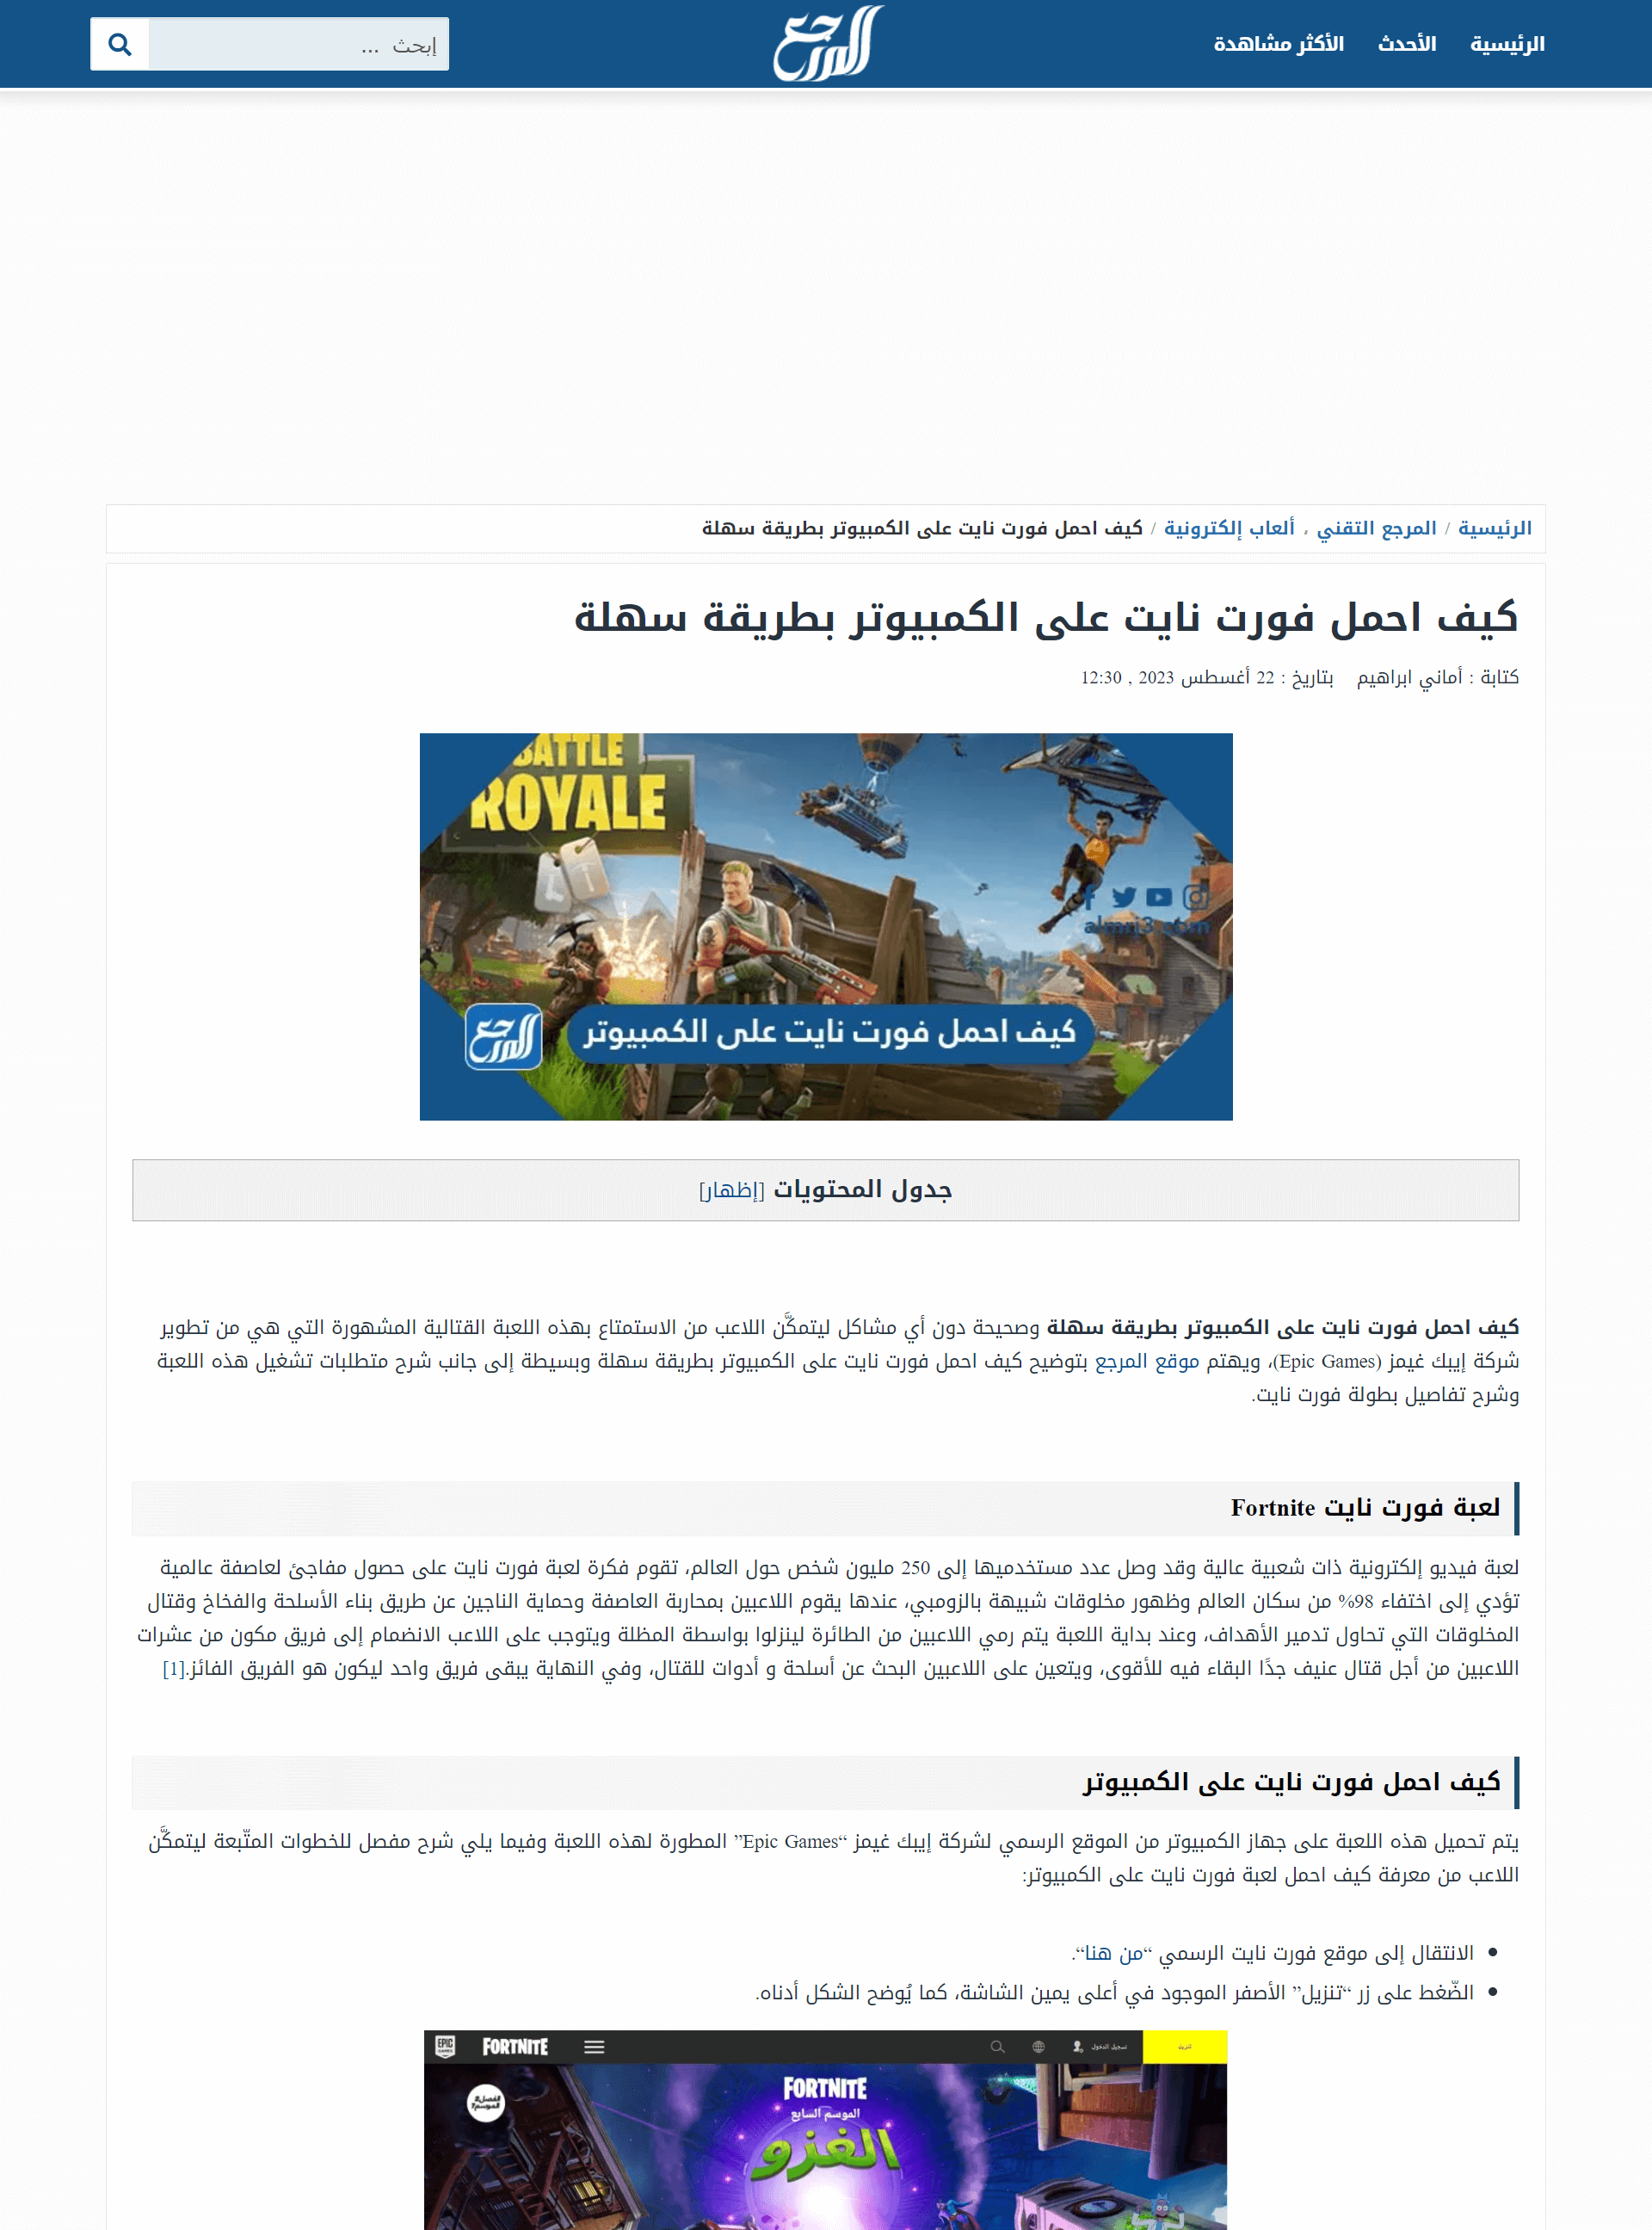 الرئيسية الأحدث الأكثر مشاهدة
المرجع
إبحث ...
الرئيسية / المرجع التقني ، ألعاب إلكترونية / كيف احمل فورت نايت على الكمبيوتر بطريقة سهلة
كيف احمل فورت نايت على الكمبيوتر بطريقة سهلة
كتابة : أماني ابراهيم بتاريخ : 22 أغسطس 2023 , 12:30
BATTLE
ROYALE
almrj3.com
كيف احمل فورت نايت على الكمبيوتر
المرجع
جدول المحتويات [إظهار]
كيف احمل فورت نايت على الكمبيوتر بطريقة سهلة وصحيحة دون أي مشاكل ليتمكَّن اللاعب من الاستمتاع بهذه اللعبة القتالية المشهورة التي هي من تطوير
شركة إيبك غيمز (Epic Games)، ويهتم موقع المرجع بتوضيح كيف احمل فورت نايت على الكمبيوتر بطريقة سهلة وبسيطة إلى جانب شرح متطلبات تشغيل هذه اللعبة
وشرح تفاصيل بطولة فورت نايت.
لعبة فورت نايت Fortnite
لعبة فيديو إلكترونية ذات شعبية عالية وقد وصل عدد مستخدميها إلى 250 مليون شخص حول العالم، تقوم فكرة لعبة فورت نايت على حصول مفاجئ لعاصفة عالمية
تؤدي إلى اختفاء 98% من سكان العالم وظهور مخلوقات شبيهة بالزومبي، عندها يقوم اللاعبين بمحاربة العاصفة وحماية الناجين عن طريق بناء الأسلحة والفخاخ وقتال
المخلوقات التي تحاول تدمير الأهداف، وعند بداية اللعبة يتم رمي اللاعبين من الطائرة لينزلوا بواسطة المظلة ويتوجب على اللاعب الانضمام إلى فريق مكون من عشرات
اللاعبين من أجل قتال عنيف جدًا البقاء فيه للأقوى، ويتعين على اللاعبين البحث عن أسلحة و أدوات للقتال، وفي النهاية يبقى فريق واحد ليكون هو الفريق الفائز.[1]
كيف احمل فورت نايت على الكمبيوتر
يتم تحميل هذه اللعبة على جهاز الكمبيوتر من الموقع الرسمي لشركة إيبك غيمز “Epic Games” المطورة لهذه اللعبة وفيما يلي شرح مفصل للخطوات المتّبعة ليتمكَّن
اللاعب من معرفة كيف احمل لعبة فورت نايت على الكمبيوتر:
الانتقال إلى موقع فورت نايت الرسمي “من هنا“.
الضّغط على زر “تنزيل” الأصفر الموجود في أعلى يمين الشاشة، كما يُوضح الشكل أدناه.
EPIC GAMES FORTNITE تسجيل الدخول تنزيل
FORTNITE
الموسم السابع
الغزو
الفصل 2
الموسم 7